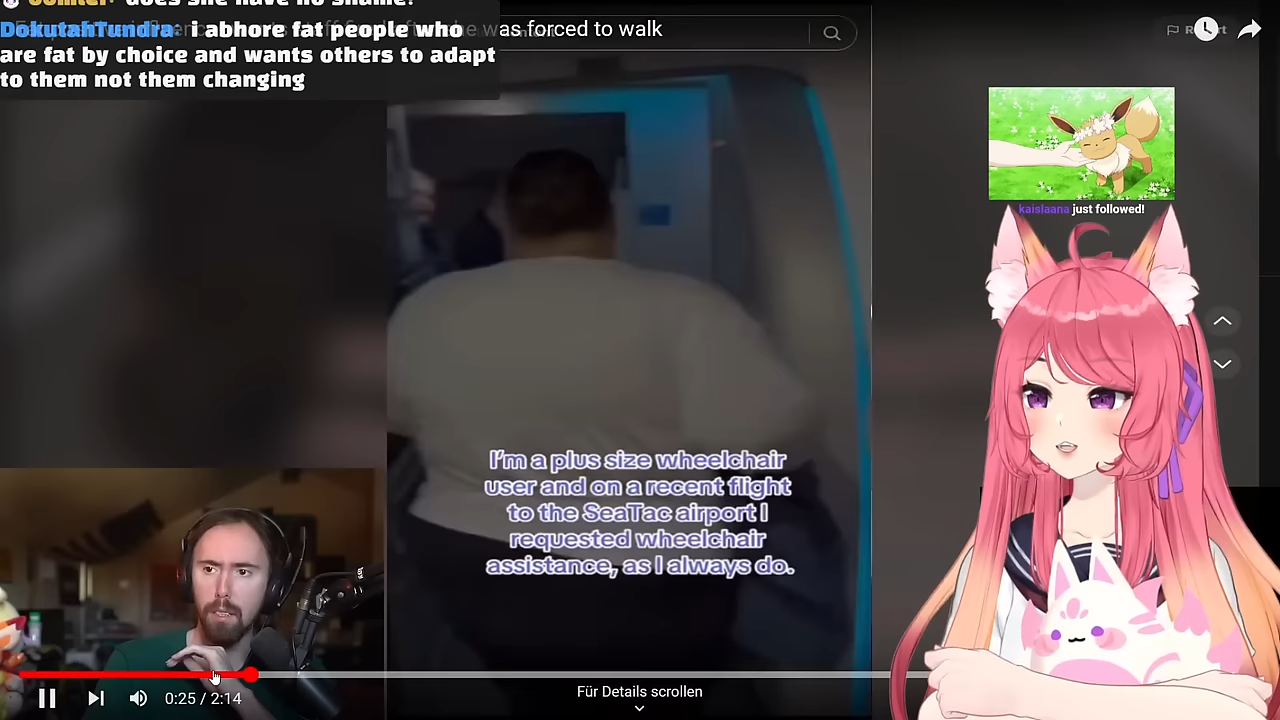 does she have no shame?
DokutahTundra: i abhore fat people who
was forced to walk
are fat by choice and wants others to adapt
to them not them changing
kaislaana just followed!
I'm a plus size wheelchair
user and on a recent flight
to the SeaTac airport I
requested wheelchair
assistance, as I always do.
0:25 / 2:14
Für Details scrollen